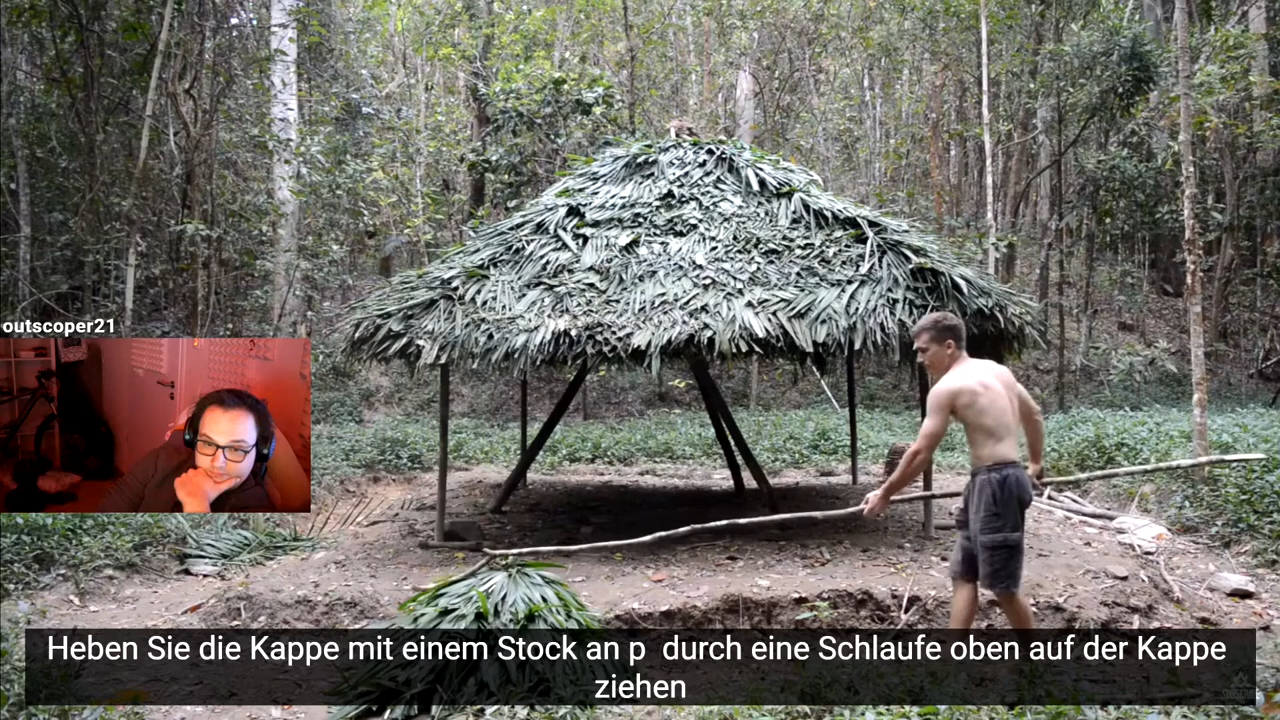 outscoper21
Heben Sie die Kappe mit einem Stock an p  durch eine Schlaufe oben auf der Kappe
ziehen